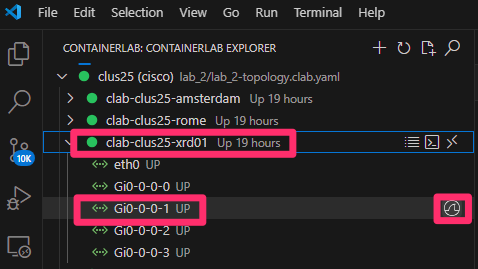 File Edit Selection View Go Run Terminal Help
CONTAINERLAB: CONTAINERLAB EXPLORER
clus25 (cisco) lab_2/lab_2-topology.clab.yaml
clab-clus25-amsterdam Up 19 hours
clab-clus25-rome Up 19 hours
clab-clus25-xrd01 Up 19 hours
10K
eth0 UP
Gi0-0-0-0 UP
Gi0-0-0-1 UP
Gi0-0-0-2 UP
Gi0-0-0-3 UP